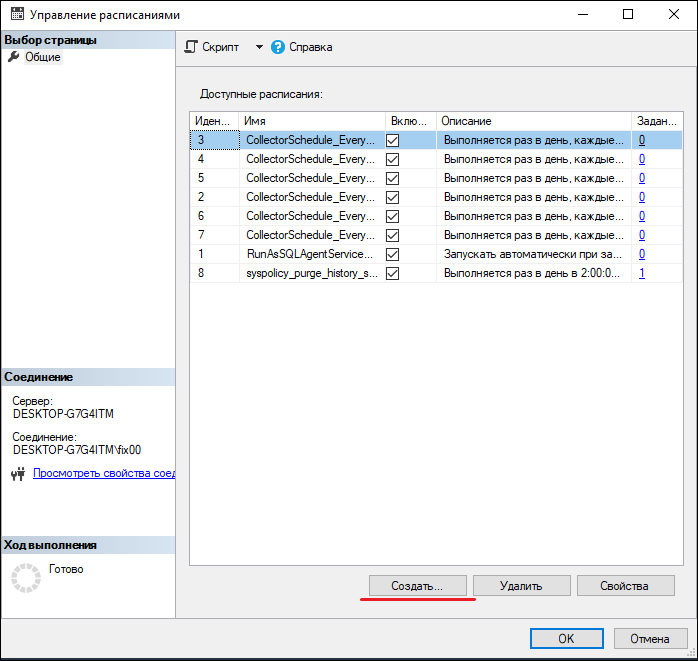 Управление расписаниями
Выбор страницы
Общие
Скрипт
Справка
Доступные расписания:
Иден... Имя Вклю... Описание Задан...
3 CollectorSchedule_Every... Выполняется раз в день, каждые... 0
4 CollectorSchedule_Every... Выполняется раз в день, каждые... 0
5 CollectorSchedule_Every... Выполняется раз в день, каждые... 0
2 CollectorSchedule_Every... Выполняется раз в день, каждые... 0
6 CollectorSchedule_Every... Выполняется раз в день, каждые... 0
7 CollectorSchedule_Every... Выполняется раз в день, каждые... 0
1 RunAsSQLAgentService... Запускать автоматически при за... 0
8 syspolicy_purge_history_s... Выполняется раз в день в 2:00:0... 1
Соединение
Сервер:
DESKTOP-G7G4ITM
Соединение:
DESKTOP-G7G4ITM\fix00
Просмотреть свойства соед
Ход выполнения
Готово
Создать... Удалить Свойства
OK Отмена